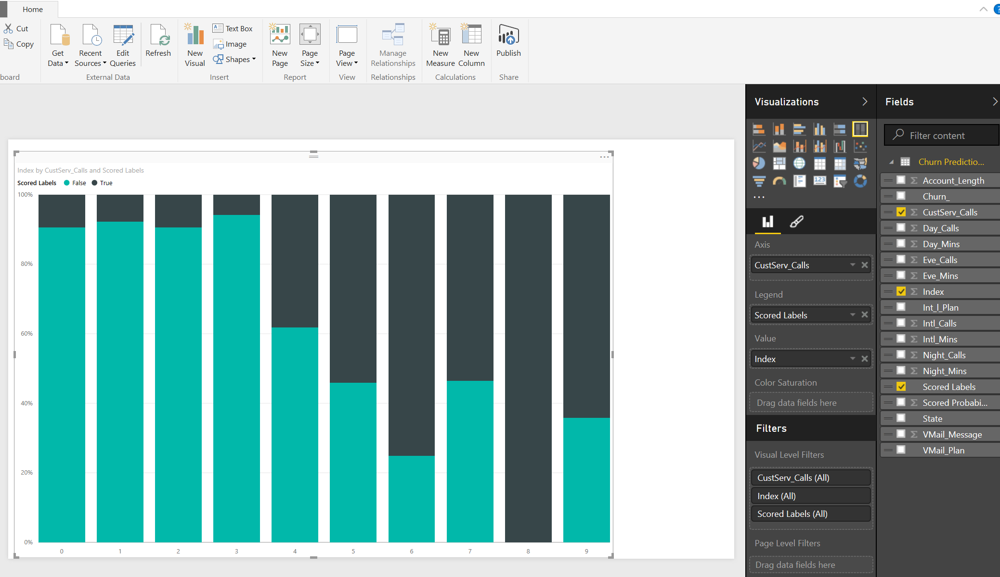 Home
?
Cut
Copy
board
Get Data
Recent Sources
Edit Queries
Refresh
External Data
New Visual
Text Box
Image
Shapes
Insert
New Page
Page Size
Report
Page View
View
Manage Relationships
Relationships
New Measure
New Column
Calculations
Publish
Share
Index by CustServ_Calls and Scored Labels
Scored Labels False True
100%
80%
60%
40%
20%
0%
0 1 2 3 4 5 6 7 8 9
Visualizations
123
Axis
CustServ_Calls
Legend
Scored Labels
Value
Index
Color Saturation
Drag data fields here
Filters
Visual Level Filters
CustServ_Calls (All)
Index (All)
Scored Labels (All)
Page Level Filters
Drag data fields here
Fields
Filter content
Churn Predictio...
Account_Length
Churn_
CustServ_Calls
Day_Calls
Day_Mins
Eve_Calls
Eve_Mins
Index
Int_l_Plan
Intl_Calls
Intl_Mins
Night_Calls
Night_Mins
Scored Labels
Scored Probabi...
State
VMail_Message
VMail_Plan